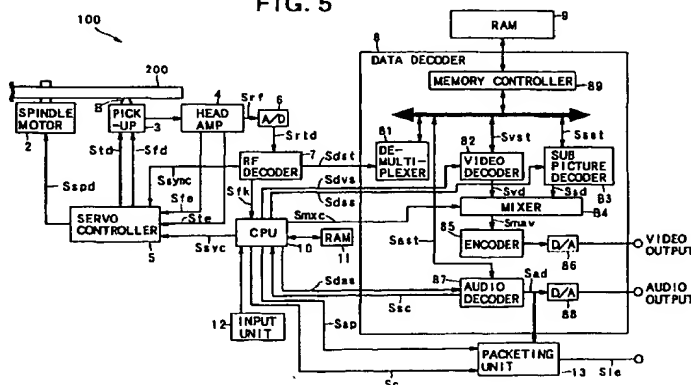 FIG. 5
100
RAM
9
8
DATA DECODER
MEMORY CONTROLLER
89
200
B
4
Srf
6
SPINDLE
MOTOR
2
PICK
-UP
3
HEAD
AMP
A/D
Srtd
Std
Sfd
Ssync
RF DECODER
7
Sdst
81
DE-
MULTI-
PLEXER
Svst
Ssst
82
VIDEO
DECODER
SUB
PICTURE
DECODER
83
Sspd
Sfe
Ste
Sfk
Sdvs
Sdss
Smxc
Svd
Ssd
MIXER
84
SERVO
CONTROLLER
5
Ssyc
CPU
10
RAM
11
Sast
Smav
85
ENCODER
D/A
86
VIDEO
OUTPUT
Sdas
Ssc
87
AUDIO
DECODER
Sad
D/A
88
AUDIO
OUTPUT
12
INPUT
UNIT
Ssp
PACKETING
UNIT
13
Sie
Sc